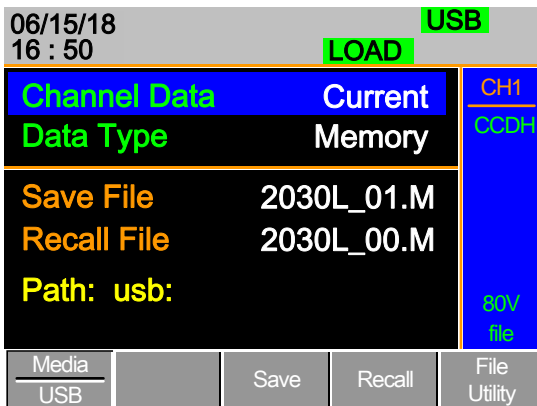 06/15/18 USB
16 : 50 LOAD
Channel Data Current CH1
Data Type Memory CCDH
Save File 2030L_01.M
Recall File 2030L_00.M
Path: usb:
80V
file
Media Save Recall File
USB Utility